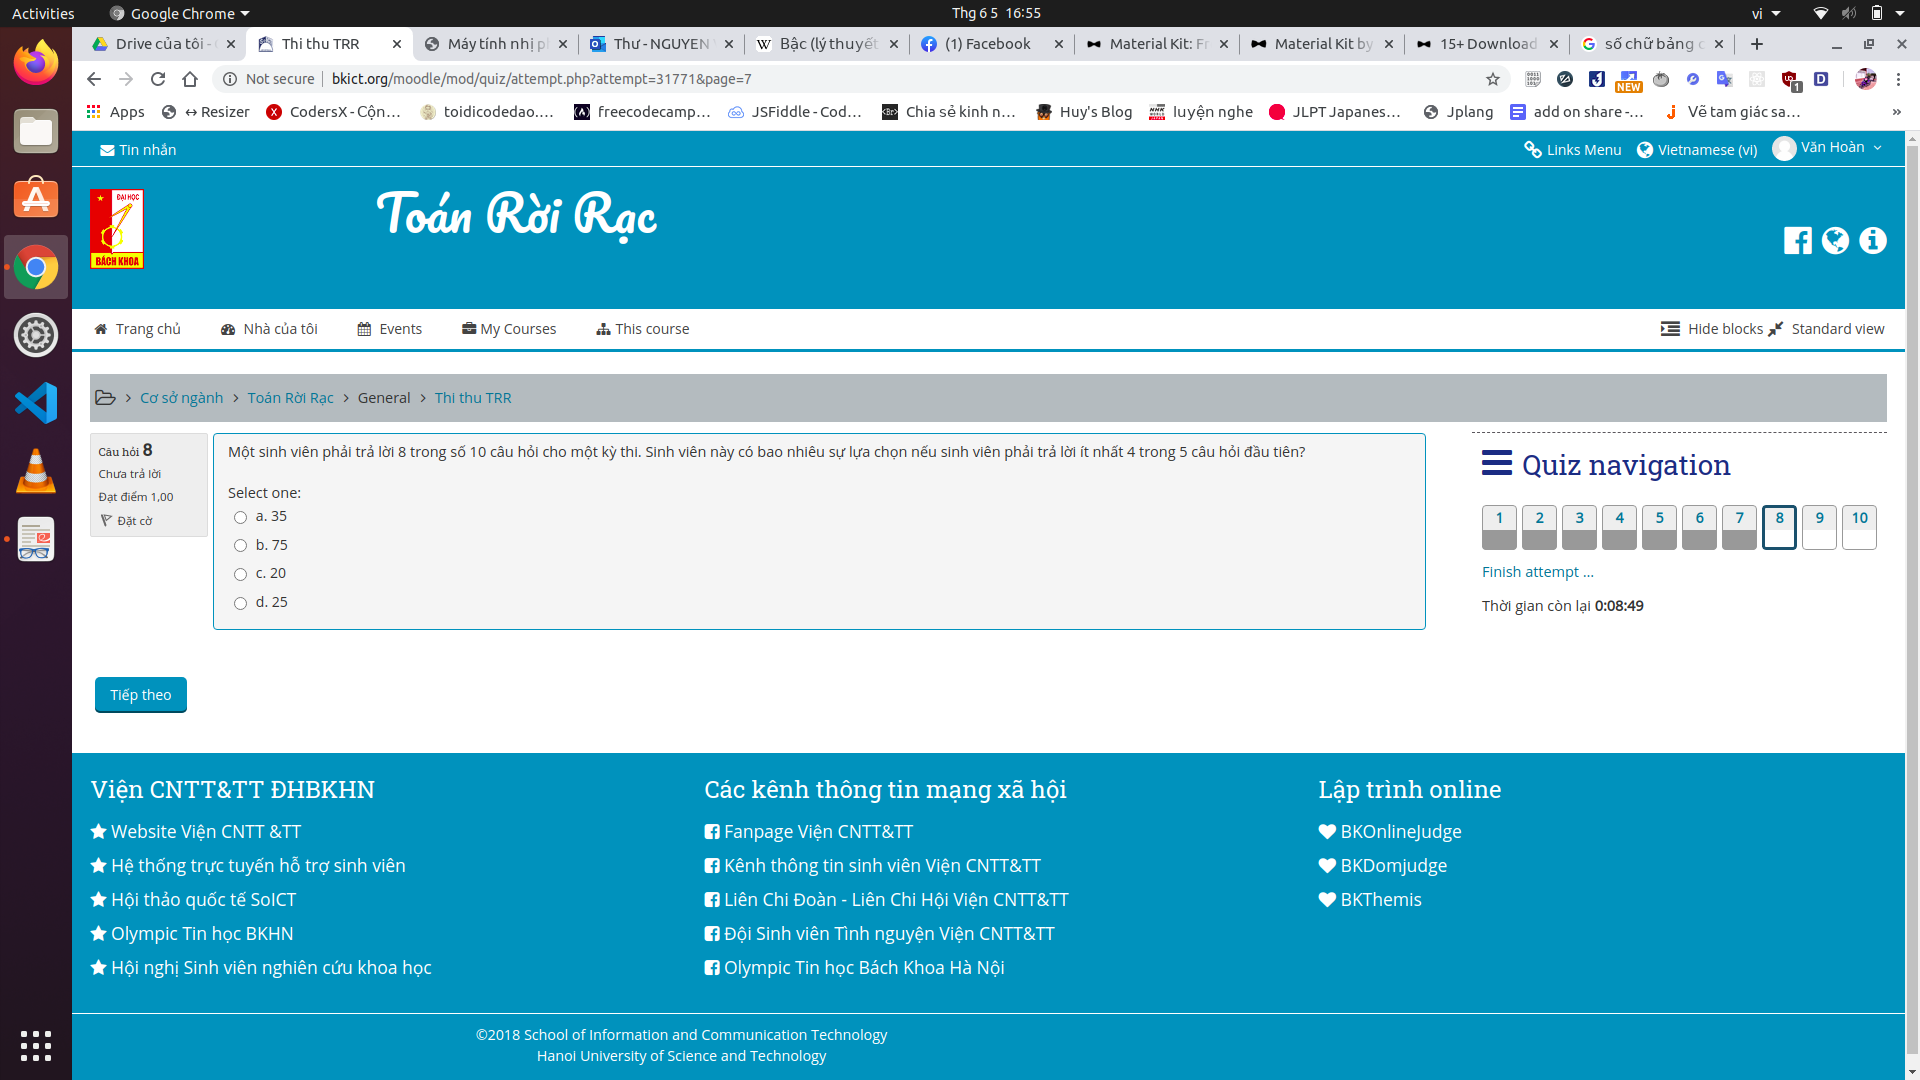 Activities
Google Chrome
Thg 6 5 16:55
vi
Drive của tôi -
Thi thu TRR
Máy tính nhị
Thư - NGUYEN
Bậc (lý thuyết
(1) Facebook
Material Kit: Fr
Material Kit by
15+ Download
số chữ bảng
Not secure
bkict.org/moodle/mod/quiz/attempt.php?attempt=31771&page=7
NEW
1
Apps
↔ Resizer
CodersX - Cộn...
toidicodedao....
freecodecamp...
JSFiddle - Cod...
Chia sẻ kinh n...
Huy's Blog
luyện nghe
JLPT Japanes...
Jplang
add on share -...
Vẽ tam giác sa...
»
Tin nhắn
Links Menu
Vietnamese (vi)
Văn Hoàn
ĐẠI HỌC
BÁCH KHOA
Toán Rời Rạc
Trang chủ
Nhà của tôi
Events
My Courses
This course
Hide blocks
Standard view
Cơ sở ngành
Toán Rời Rạc
General
Thi thu TRR
Câu hỏi 8
Chưa trả lời
Đạt điểm 1,00
Đặt cờ
Một sinh viên phải trả lời 8 trong số 10 câu hỏi cho một kỳ thi. Sinh viên này có bao nhiêu sự lựa chọn nếu sinh viên phải trả lời ít nhất 4 trong 5 câu hỏi đầu tiên?
Select one:
a. 35
b. 75
c. 20
d. 25
Quiz navigation
1 2 3 4 5 6 7 8 9 10
Finish attempt ...
Thời gian còn lại 0:08:49
Tiếp theo
Viện CNTT&TT ĐHBKHN
Website Viện CNTT &TT
Hệ thống trực tuyến hỗ trợ sinh viên
Hội thảo quốc tế SoICT
Olympic Tin học BKHN
Hội nghị Sinh viên nghiên cứu khoa học
Các kênh thông tin mạng xã hội
Fanpage Viện CNTT&TT
Kênh thông tin sinh viên Viện CNTT&TT
Liên Chi Đoàn - Liên Chi Hội Viện CNTT&TT
Đội Sinh viên Tình nguyện Viện CNTT&TT
Olympic Tin học Bách Khoa Hà Nội
Lập trình online
BKOnlineJudge
BKDomjudge
BKThemis
©2018 School of Information and Communication Technology
Hanoi University of Science and Technology